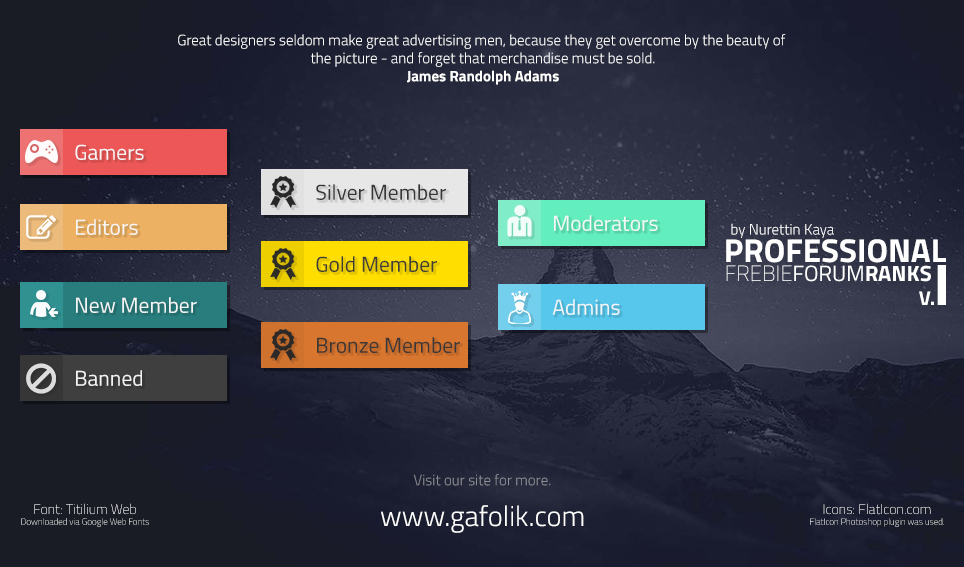 Great designers seldom make great advertising men, because they get overcome by the beauty of
the picture - and forget that merchandise must be sold.
James Randolph Adams
Gamers
Editors
New Member
Banned
Silver Member
Gold Member
Bronze Member
Moderators
Admins
by Nurettin Kaya
PROFESSIONAL
FREBIEFORUMRANKS
V.I
Visit our site for more.
www.gafolik.com
Font: Titilium Web
Downloaded via Google Web Fonts
Icons: FlatIcon.com
FlatIcon Photoshop plugin was used.